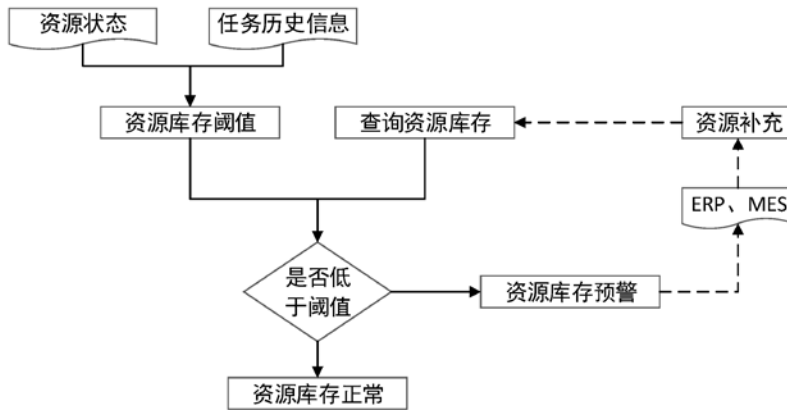 资源状态
任务历史信息
资源库存阈值
查询资源库存
资源补充
ERP、MES
是否低
于阈值
资源库存预警
资源库存正常